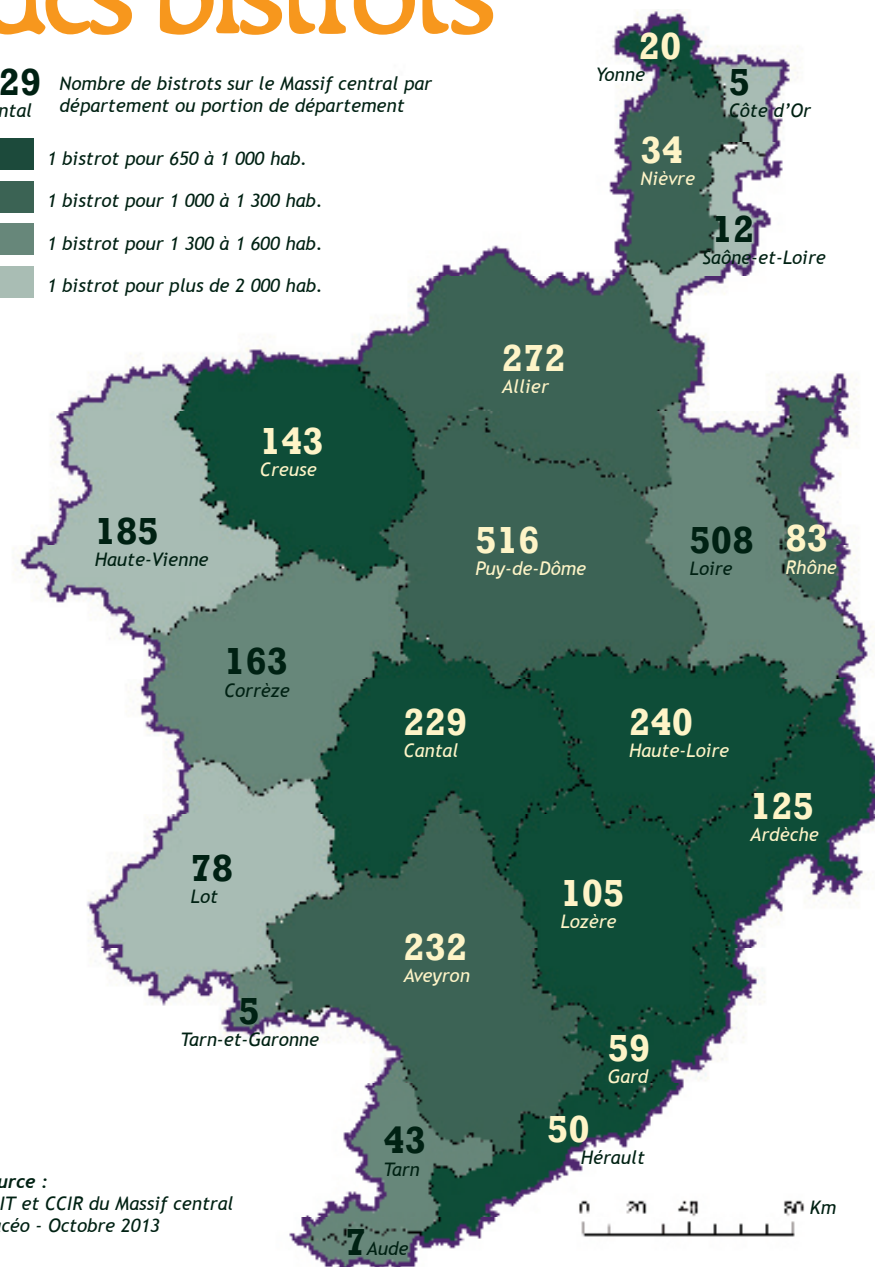 des bistrots
29
ntal
Nombre de bistrots sur le Massif central par
département ou portion de département
1 bistrot pour 650 à 1 000 hab.
1 bistrot pour 1 000 à 1 300 hab.
1 bistrot pour 1 300 à 1 600 hab.
1 bistrot pour plus de 2 000 hab.
20
Yonne
5
Côte d’Or
34
Nièvre
12
Saône-et-Loire
272
Allier
143
Creuse
185
Haute-Vienne
516
Puy-de-Dôme
508
Loire
83
Rhône
163
Corrèze
229
Cantal
240
Haute-Loire
125
Ardèche
78
Lot
105
Lozère
232
Aveyron
5
Tarn-et-Garonne
59
Gard
50
Hérault
43
Tarn
7 Aude
urce :
IT et CCIR du Massif central
acéo - Octobre 2013
0 20 40 80 Km